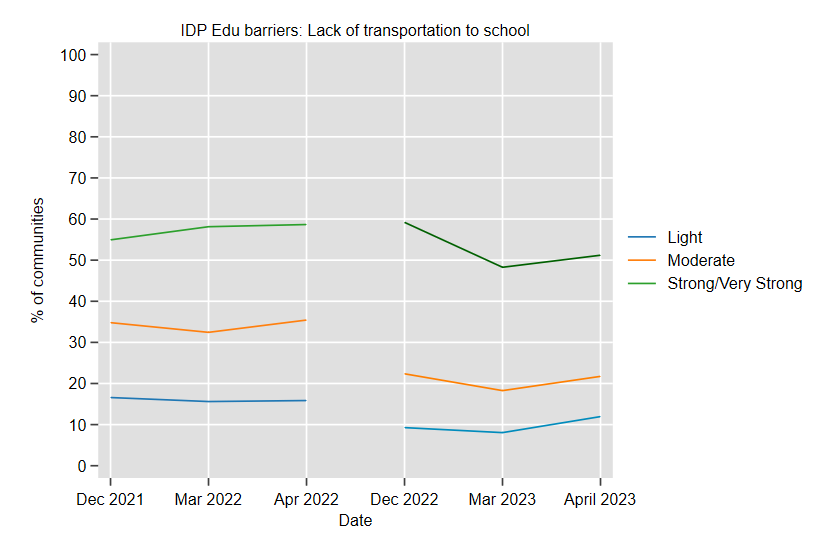 IDP Edu barriers: Lack of transportation to school
100
90
80
70
60
50
40
30
20
10
0
% of communities
Dec 2021 Mar 2022 Apr 2022 Dec 2022 Mar 2023 April 2023
Date
Light
Moderate
Strong/Very Strong